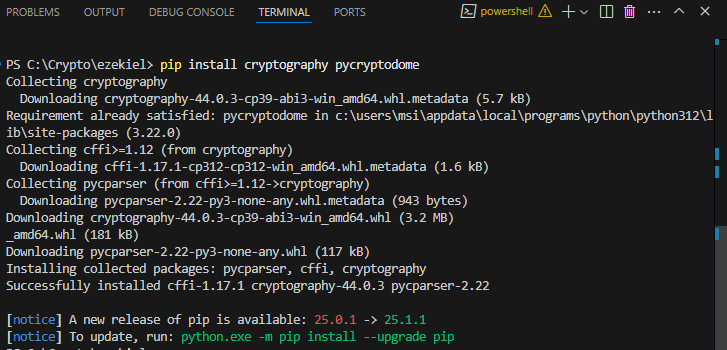 PROBLEMS OUTPUT DEBUG CONSOLE TERMINAL PORTS powershell
PS C:\Crypto\ezekiel> pip install cryptography pycryptodome
Collecting cryptography
  Downloading cryptography-44.0.3-cp39-abi3-win_amd64.whl.metadata (5.7 kB)
Requirement already satisfied: pycryptodome in c:\users\msi\appdata\local\programs\python\python312\l
ib\site-packages (3.22.0)
Collecting cffi>=1.12 (from cryptography)
  Downloading cffi-1.17.1-cp312-cp312-win_amd64.whl.metadata (1.6 kB)
Collecting pycparser (from cffi>=1.12->cryptography)
  Downloading pycparser-2.22-py3-none-any.whl.metadata (943 bytes)
Downloading cryptography-44.0.3-cp39-abi3-win_amd64.whl (3.2 MB)
_amd64.whl (181 kB)
Downloading pycparser-2.22-py3-none-any.whl (117 kB)
Installing collected packages: pycparser, cffi, cryptography
Successfully installed cffi-1.17.1 cryptography-44.0.3 pycparser-2.22
[notice] A new release of pip is available: 25.0.1 -> 25.1.1
[notice] To update, run: python.exe -m pip install --upgrade pip